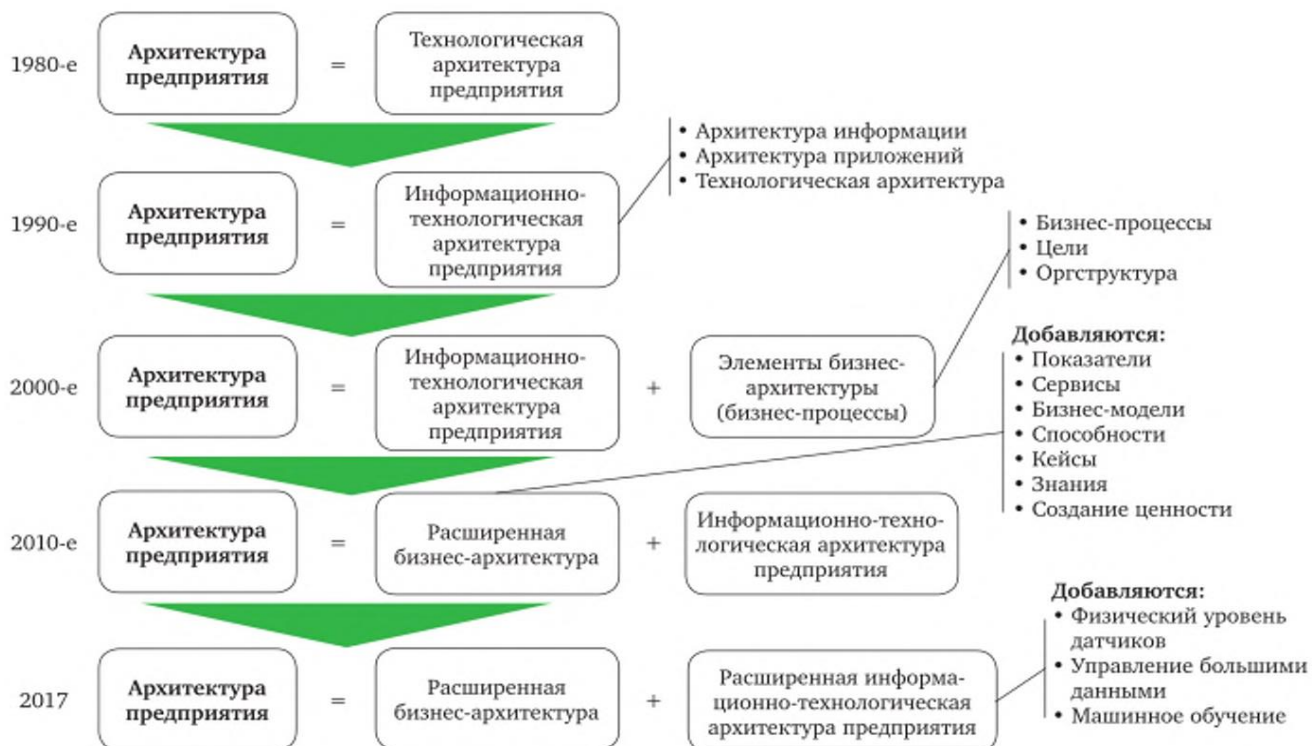 1980-е
Архитектура
предприятия
=
Технологическая
архитектура
предприятия
• Архитектура информации
• Архитектура приложений
• Технологическая архитектура
1990-е
Архитектура
предприятия
=
Информационно-
технологическая
архитектура
предприятия
• Бизнес-процессы
• Цели
• Оргструктура
2000-е
Архитектура
предприятия
=
Информационно-
технологическая
архитектура
предприятия
+
Элементы бизнес-
архитектуры
(бизнес-процессы)
Добавляются:
• Показатели
• Сервисы
• Бизнес-модели
• Способности
• Кейсы
• Знания
• Создание ценности
2010-е
Архитектура
предприятия
=
Расширенная
бизнес-архитектура
+
Информационно-техно-
логическая архитектура
предприятия
Добавляются:
• Физический уровень
датчиков
• Управление большими
данными
• Машинное обучение
2017
Архитектура
предприятия
=
Расширенная
бизнес-архитектура
+
Расширенная информа-
ционно-технологическая
архитектура предприятия